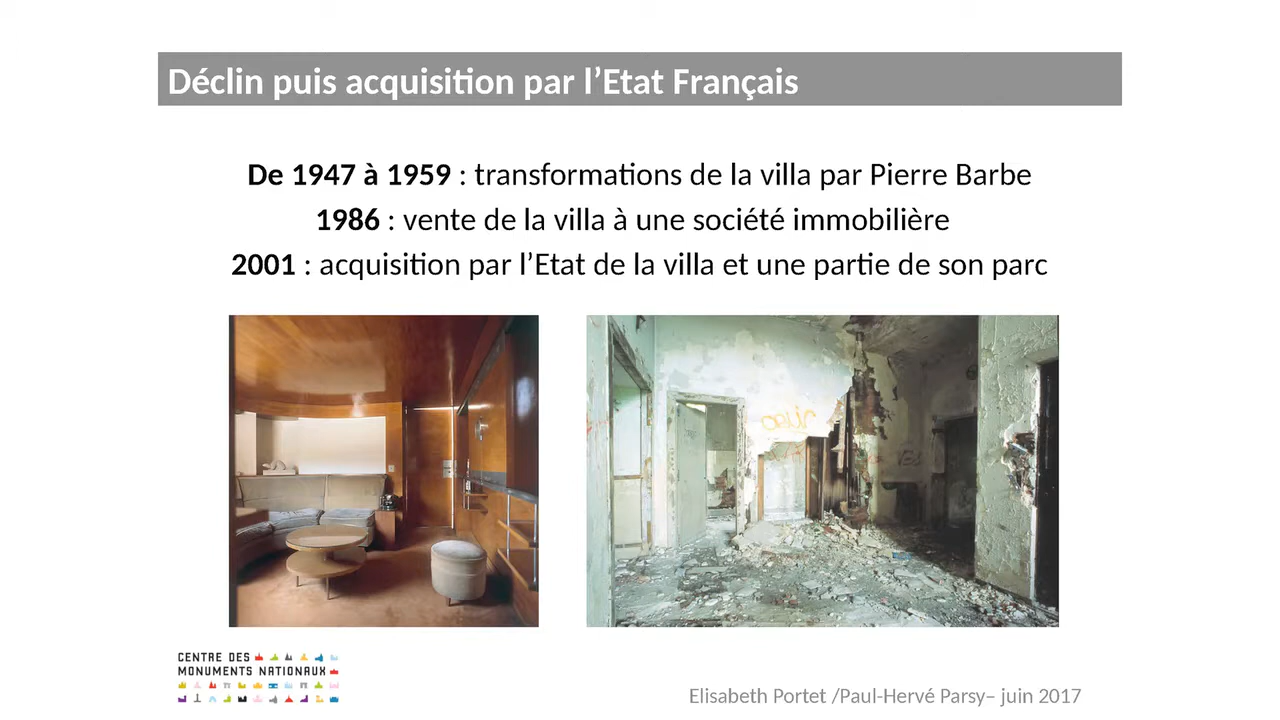 Déclin puis acquisition par l’Etat Français
De 1947 à 1959 : transformations de la villa par Pierre Barbe
1986 : vente de la villa à une société immobilière
2001 : acquisition par l’Etat de la villa et une partie de son parc
CENTRE DES
MONUMENTS NATIONAUX
Elisabeth Portet /Paul-Hervé Parsy– juin 2017